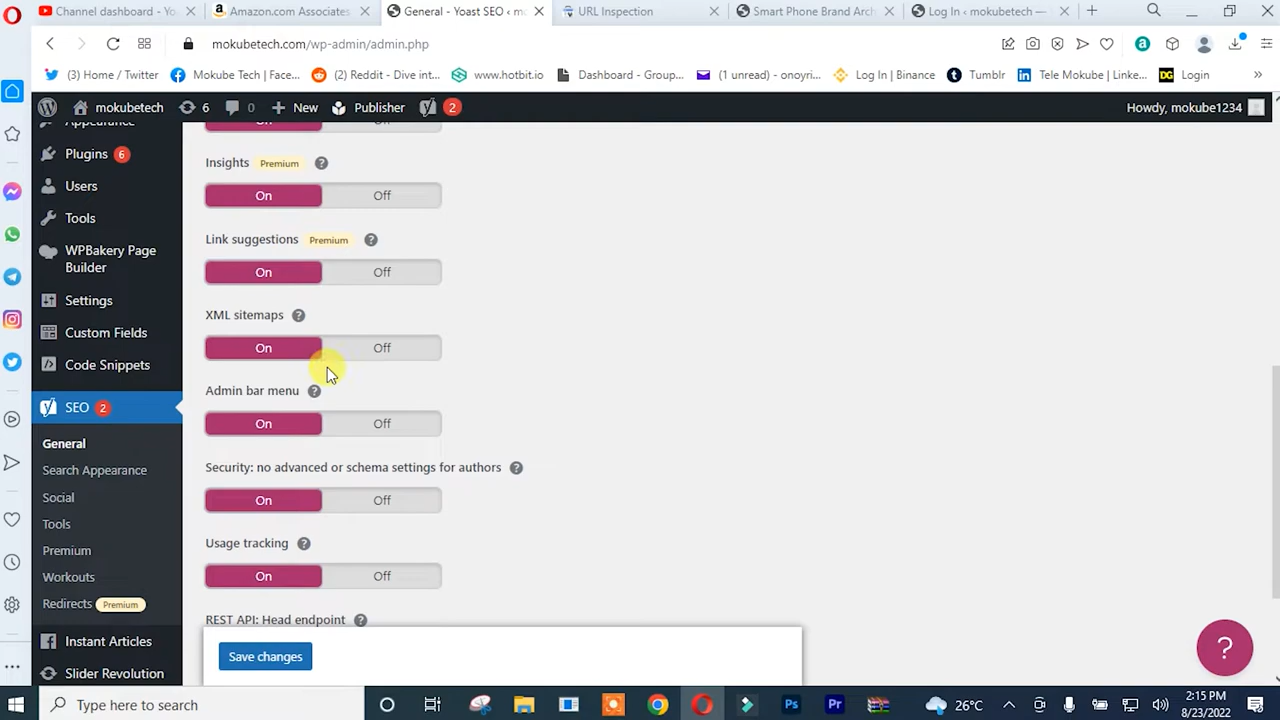 Channel dashboard - Yo
Amazon.com Associates
General - Yoast SEO ‹ mo
URL Inspection
Smart Phone Brand Arch
Log In ‹ mokubetech —
mokubetech.com/wp-admin/admin.php
(3) Home / Twitter
Mokube Tech | Face...
(2) Reddit - Dive int...
www.hotbit.io
Dashboard - Group...
(1 unread) - onoyri...
Log In | Binance
Tumblr
Tele Mokube | Linke...
DG Login
mokubetech
6
0
New
Publisher
2
Howdy, mokube1234
Appearance
Plugins 6
Users
Tools
WPBakery Page
Builder
Settings
Custom Fields
Code Snippets
SEO 2
General
Search Appearance
Social
Tools
Premium
Workouts
Redirects Premium
Instant Articles
Slider Revolution
On Off
Insights Premium ?
On Off
Link suggestions Premium ?
On Off
XML sitemaps ?
On Off
Admin bar menu ?
On Off
Security: no advanced or schema settings for authors ?
On Off
Usage tracking ?
On Off
REST API: Head endpoint ?
Save changes
?
Type here to search
Ps
Pr
26°C
2:15 PM
8/23/2022